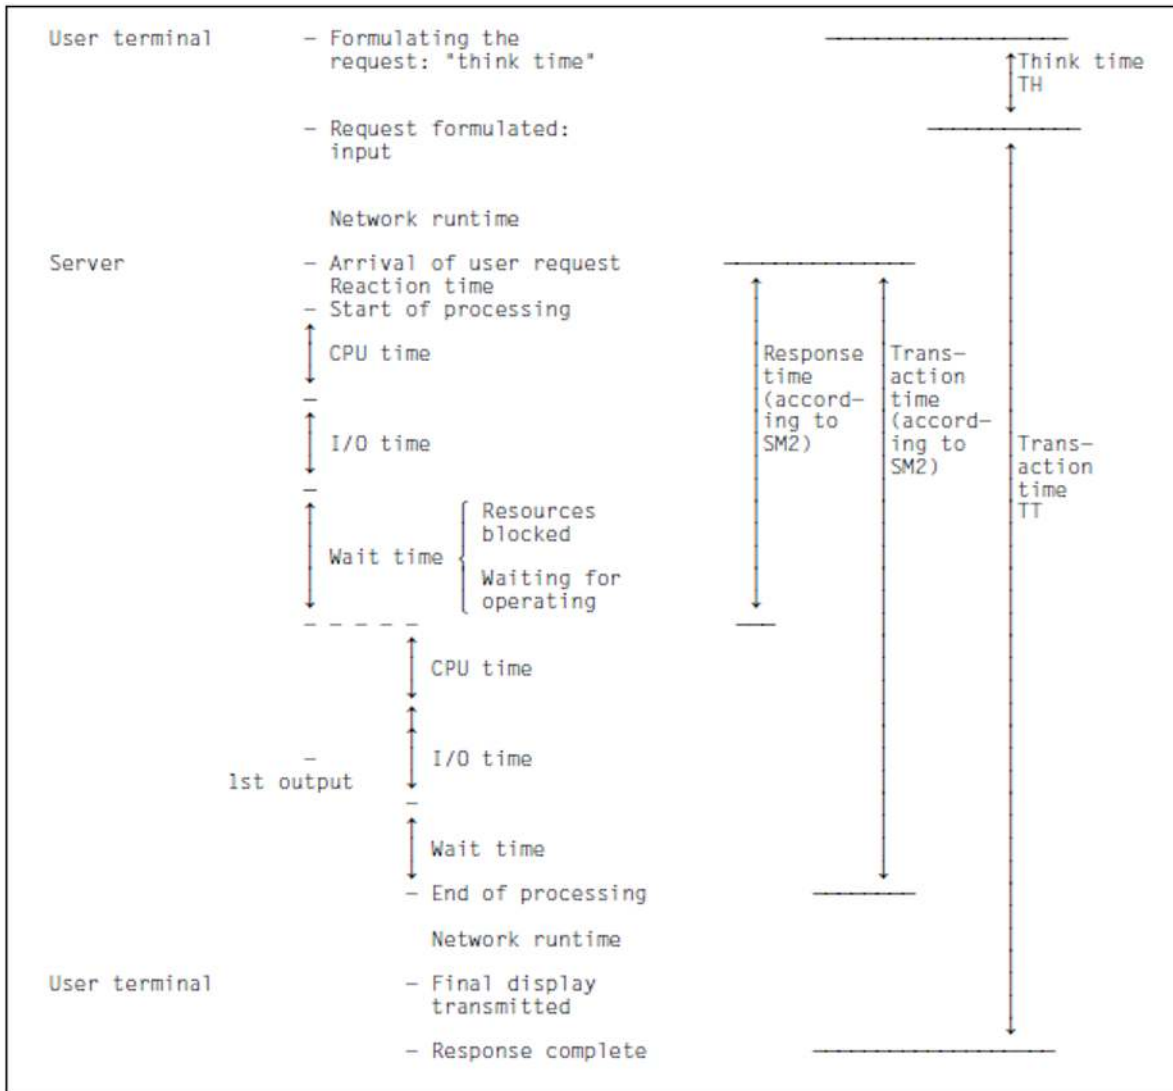 User terminal – Formulating the
request: "think time"
Think time
TH
– Request formulated:
input
Network runtime
Server – Arrival of user request
Reaction time
– Start of processing
CPU time
Response
time
(accord–
ing to
SM2)
Trans–
action
time
(accord–
ing to
SM2)
I/O time
Trans–
action
time
TT
Wait time
Resources
blocked
Waiting for
operating
CPU time
I/O time
1st output
Wait time
– End of processing
Network runtime
User terminal – Final display
transmitted
– Response complete